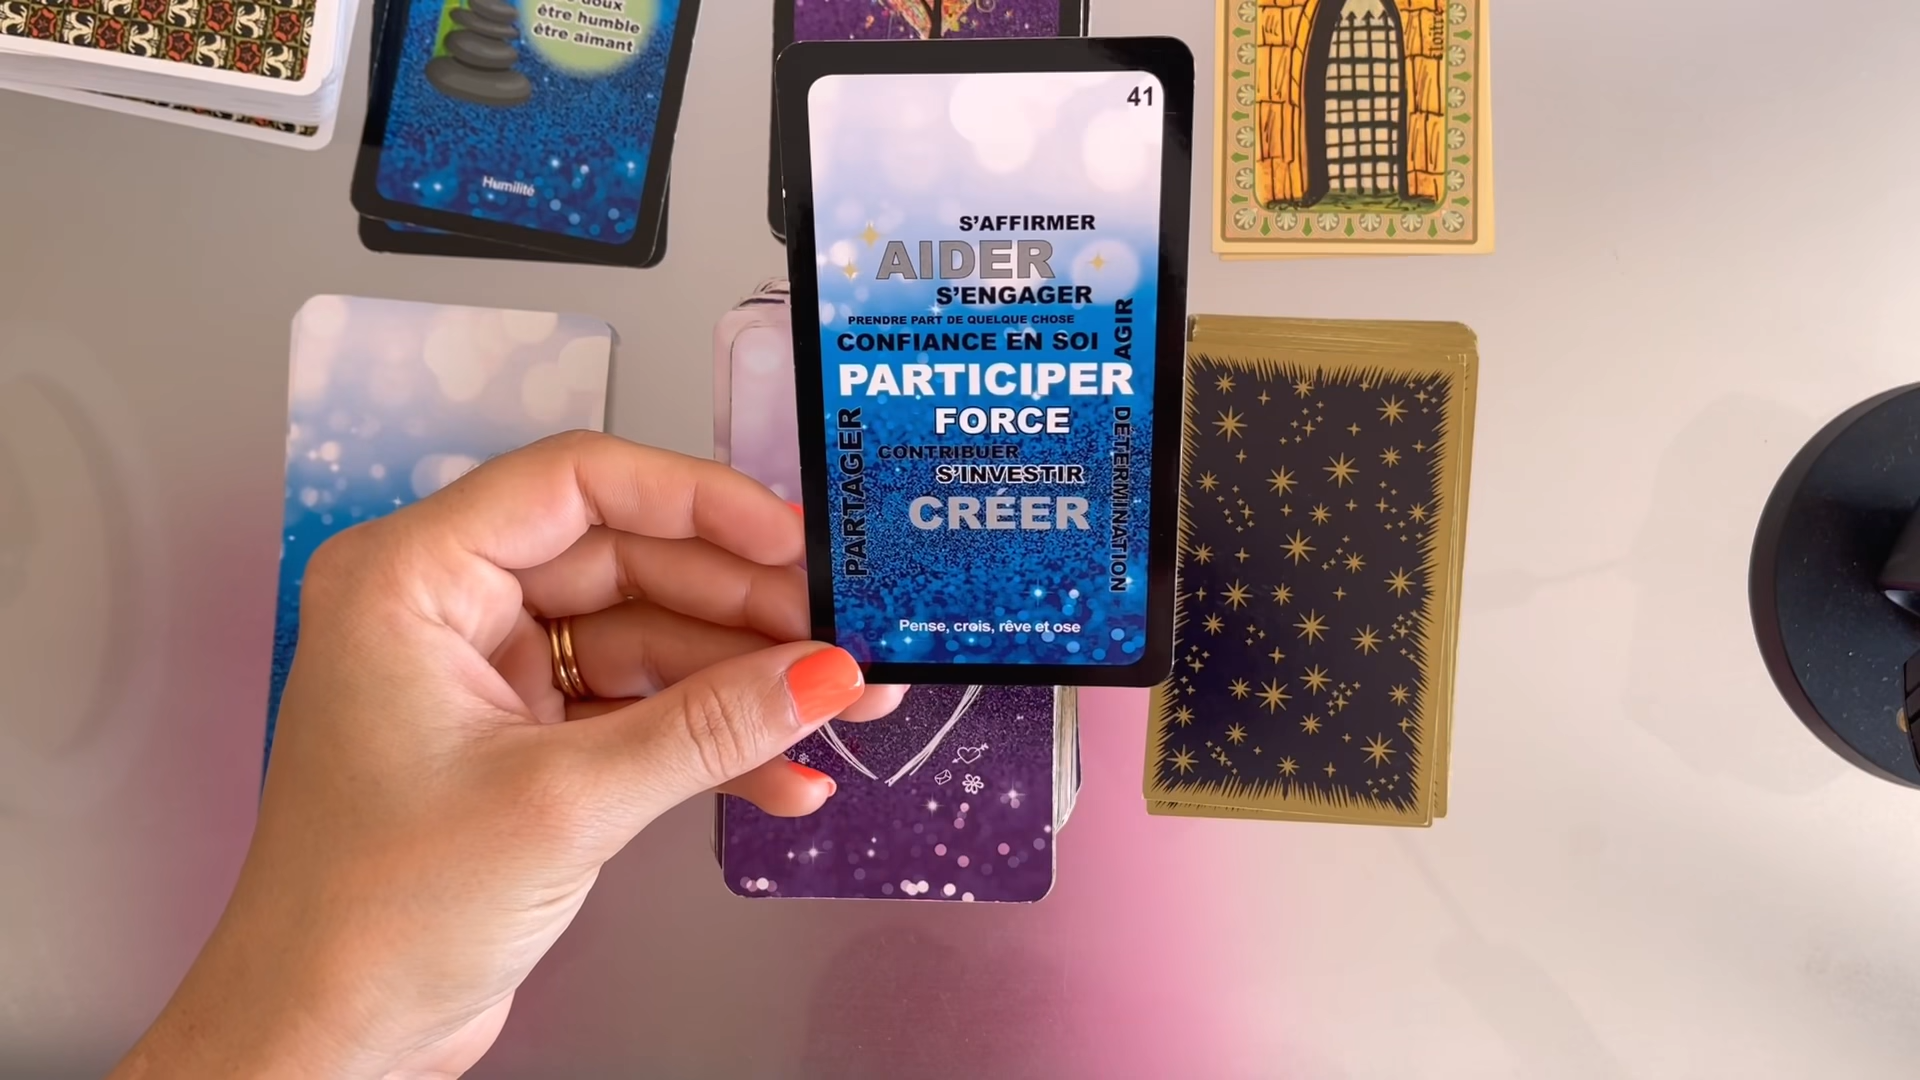 doux
être humble
être aimant
Humilité
41
S'AFFIRMER
AIDER
S'ENGAGER
PRENDRE PART DE QUELQUE CHOSE
AGIR
CONFIANCE EN SOI
PARTICIPER
FORCE
PARTAGER
CONTRIBUER
DÉTERMINATION
S'INVESTIR
CRÉER
Pense, crois, rêve et ose